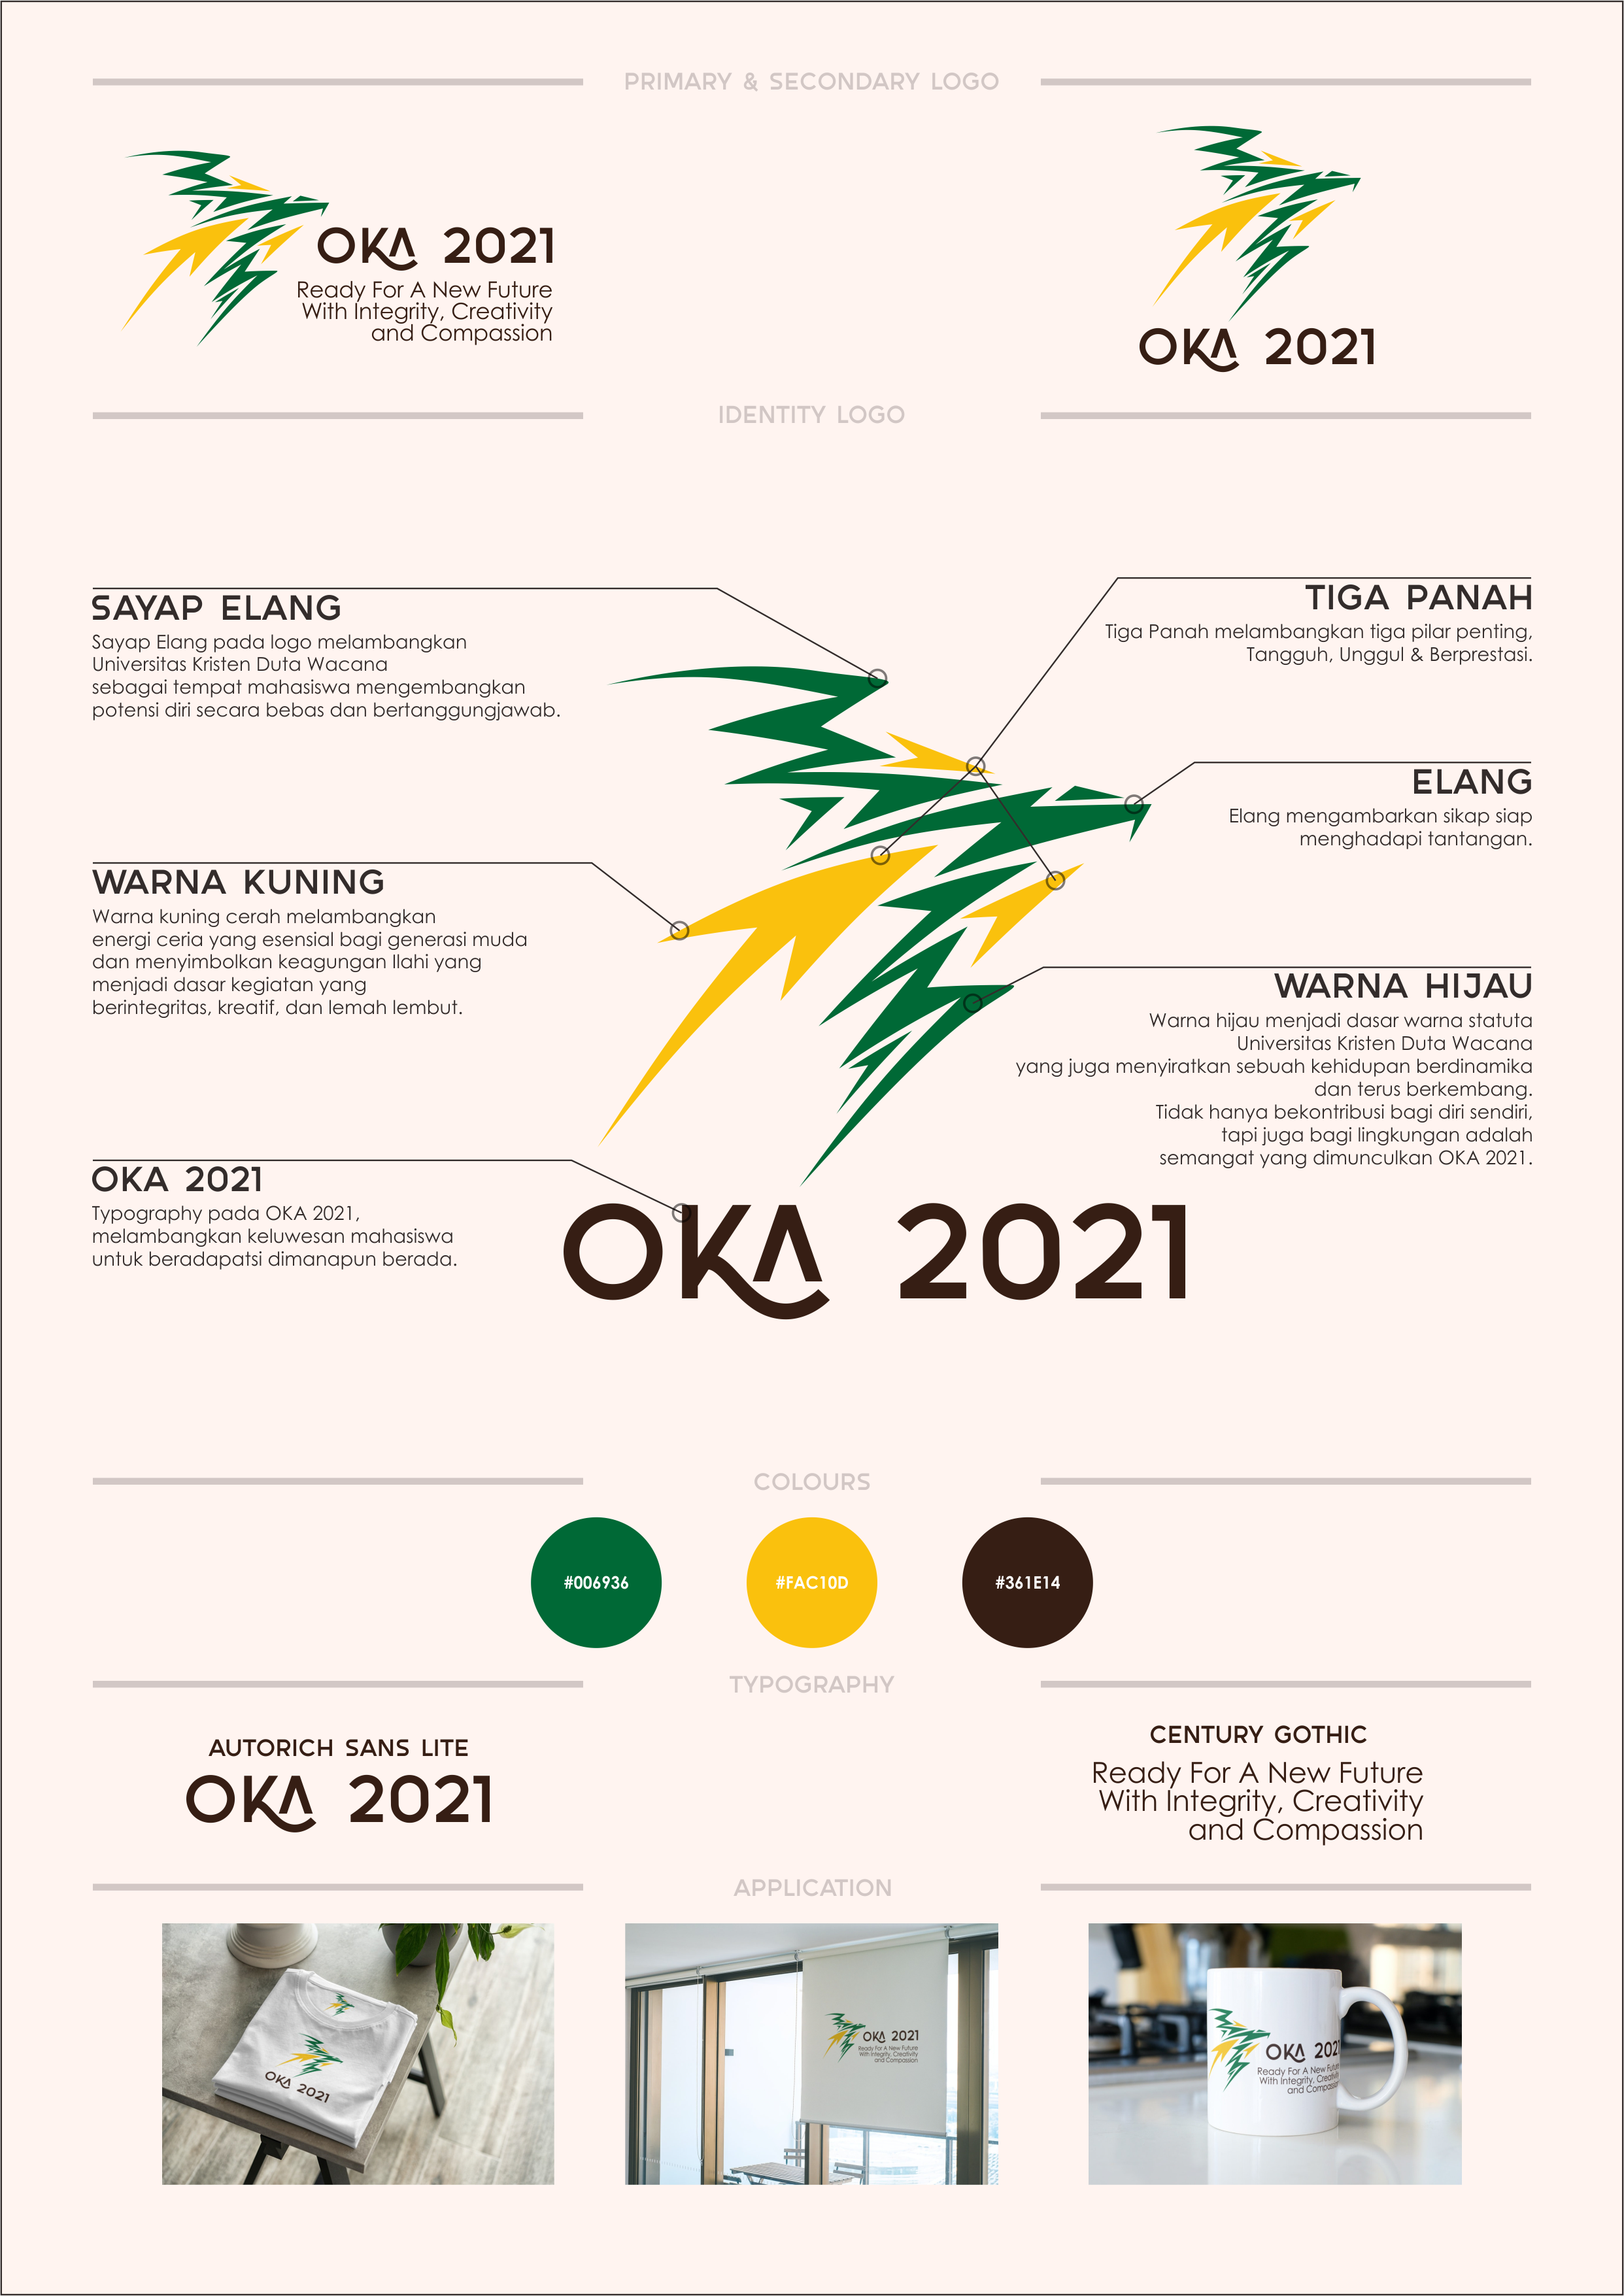 PRIMARY & SECONDARY LOGO
OKA 2021
Ready For A New Future
With Integrity, Creativity
and Compassion
OKA 2021
IDENTITY LOGO
SAYAP ELANG
Sayap Elang pada logo melambangkan
Universitas Kristen Duta Wacana
sebagai tempat mahasiswa mengembangkan
potensi diri secara bebas dan bertanggungjawab.
TIGA PANAH
Tiga Panah melambangkan tiga pilar penting,
Tangguh, Unggul & Berprestasi.
ELANG
Elang mengambarkan sikap siap
menghadapi tantangan.
WARNA KUNING
Warna kuning cerah melambangkan
energi ceria yang esensial bagi generasi muda
dan menyimbolkan keagungan Ilahi yang
menjadi dasar kegiatan yang
berintegritas, kreatif, dan lemah lembut.
WARNA HIJAU
Warna hijau menjadi dasar warna statuta
Universitas Kristen Duta Wacana
yang juga menyiratkan sebuah kehidupan berdinamika
dan terus berkembang.
Tidak hanya bekontribusi bagi diri sendiri,
tapi juga bagi lingkungan adalah
semangat yang dimunculkan OKA 2021.
OKA 2021
Typography pada OKA 2021,
melambangkan keluwesan mahasiswa
untuk beradapatsi dimanapun berada.
OKA 2021
COLOURS
#006936
#FAC10D
#361E14
TYPOGRAPHY
AUTORICH SANS LITE
OKA 2021
CENTURY GOTHIC
Ready For A New Future
With Integrity, Creativity
and Compassion
APPLICATION
OKA 2021
OKA 2021
Ready For A New Future
With Integrity, Creativity
and Compassion
OKA 2021
Ready For A New Future
With Integrity, Creativity
and Compassion